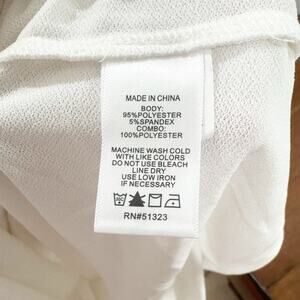 MADE IN CHINA
BODY:
95%POLYESTER
5%SPANDEX
COMBO:
100%POLYESTER
MACHINE WASH COLD
WITH LIKE COLORS
DO NOT USE BLEACH
LINE DRY
USE LOW IRON
IF NECESSARY
RN#51323